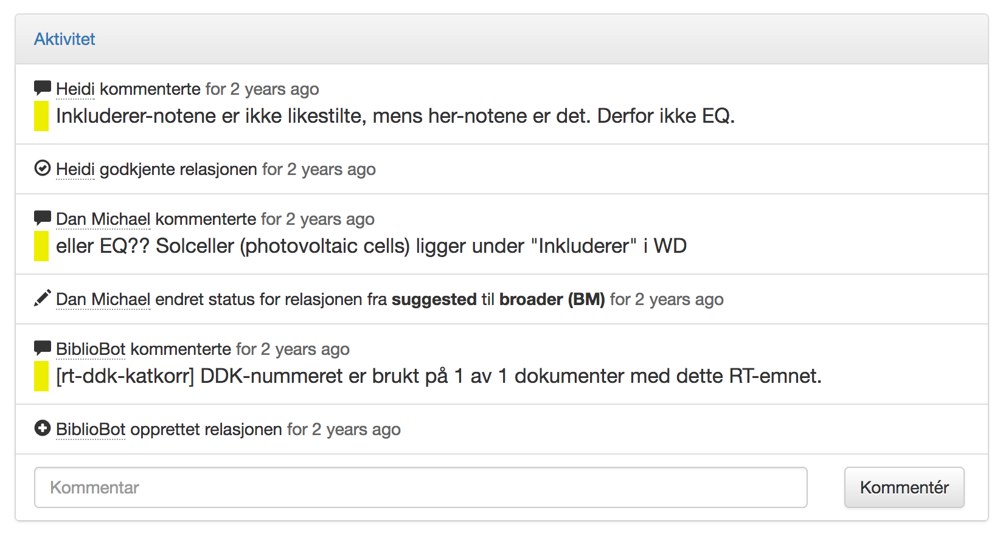 Aktivitet
Heidi kommenterte for 2 years ago
Inkluderer-notene er ikke likestilte, mens her-notene er det. Derfor ikke EQ.
Heidi godkjente relasjonen for 2 years ago
Dan Michael kommenterte for 2 years ago
eller EQ?? Solceller (photovoltaic cells) ligger under "Inkluderer" i WD
Dan Michael endret status for relasjonen fra suggested til broader (BM) for 2 years ago
BiblioBot kommenterte for 2 years ago
[rt-ddk-katkorr] DDK-nummeret er brukt på 1 av 1 dokumenter med dette RT-emnet.
BiblioBot opprettet relasjonen for 2 years ago
Kommentar
Kommentér